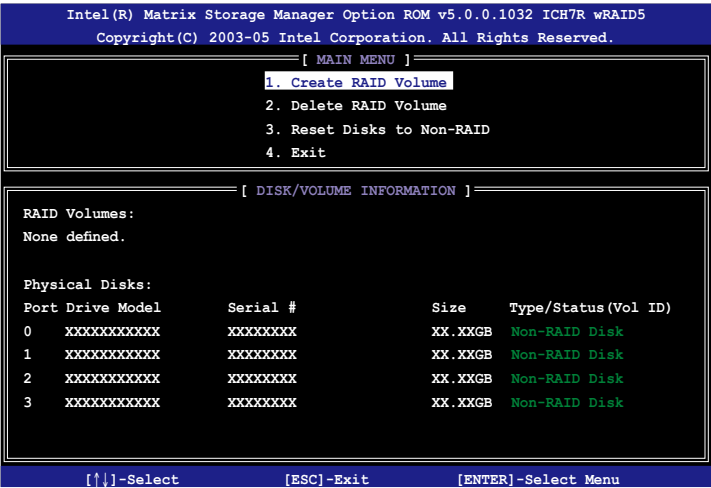 Intel(R) Matrix Storage Manager Option ROM v5.0.0.1032 ICH7R wRAID5
Copyright(C) 2003-05 Intel Corporation. All Rights Reserved.
[ MAIN MENU ]
1. Create RAID Volume
2. Delete RAID Volume
3. Reset Disks to Non-RAID
4. Exit
[ DISK/VOLUME INFORMATION ]
RAID Volumes:
None defined.
Physical Disks:
Port Drive Model Serial # Size Type/Status(Vol ID)
0 XXXXXXXXXXX XXXXXXXX XX.XXGB Non-RAID Disk
1 XXXXXXXXXXX XXXXXXXX XX.XXGB Non-RAID Disk
2 XXXXXXXXXXX XXXXXXXX XX.XXGB Non-RAID Disk
3 XXXXXXXXXXX XXXXXXXX XX.XXGB Non-RAID Disk
[↑↓]-Select [ESC]-Exit [ENTER]-Select Menu